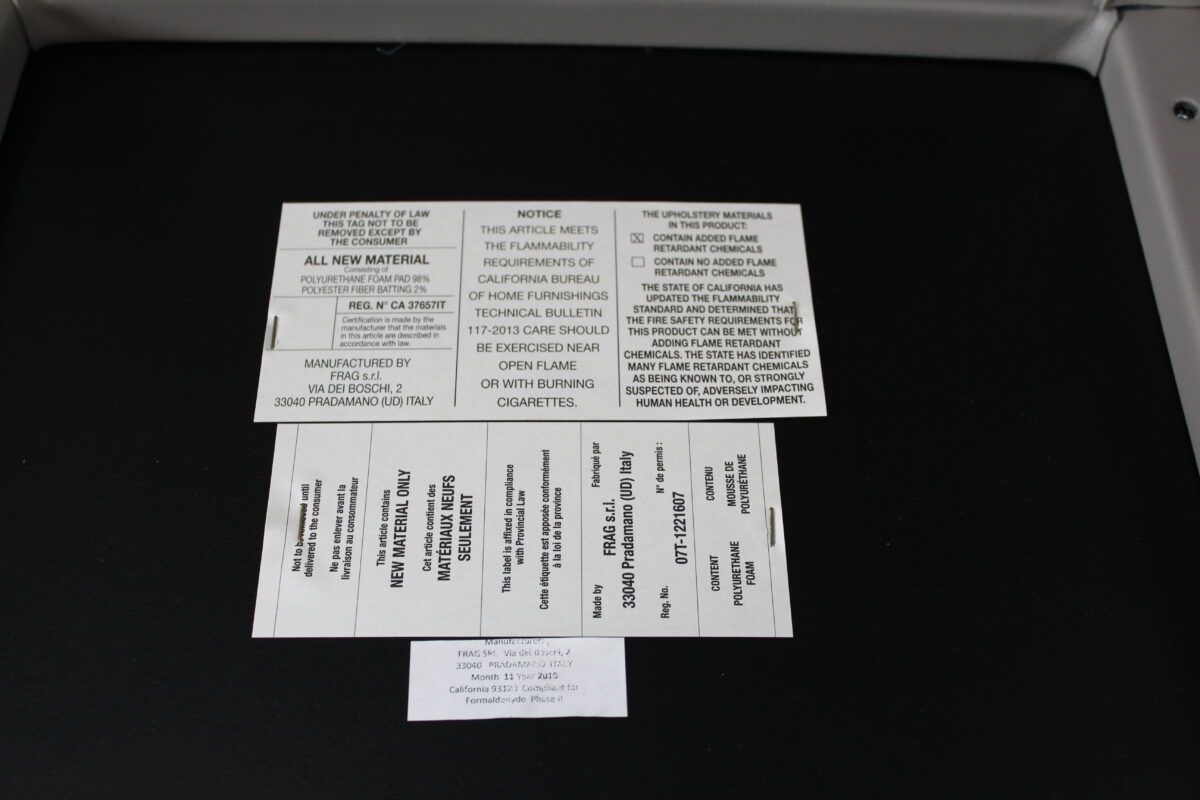 UNDER PENALTY OF LAW
THIS TAG NOT TO BE
REMOVED EXCEPT BY
THE CONSUMER
ALL NEW MATERIAL
Consisting of
POLYURETHANE FOAM PAD 98%
POLYESTER FIBER BATTING 2%
REG. N° CA 37657IT
Certification is made by the
manufacturer that the materials
in this article are described in
accordance with law.
MANUFACTURED BY
FRAG s.r.l.
VIA DEI BOSCHI, 2
33040 PRADAMANO (UD) ITALY
NOTICE
THIS ARTICLE MEETS
THE FLAMMABILITY
REQUIREMENTS OF
CALIFORNIA BUREAU
OF HOME FURNISHINGS
TECHNICAL BULLETIN
117-2013 CARE SHOULD
BE EXERCISED NEAR
OPEN FLAME
OR WITH BURNING
CIGARETTES.
THE UPHOLSTERY MATERIALS
IN THIS PRODUCT:
X CONTAIN ADDED FLAME
RETARDANT CHEMICALS
CONTAIN NO ADDED FLAME
RETARDANT CHEMICALS
THE STATE OF CALIFORNIA HAS
UPDATED THE FLAMMABILITY
STANDARD AND DETERMINED THAT
THE FIRE SAFETY REQUIREMENTS FOR
THIS PRODUCT CAN BE MET WITHOUT
ADDING FLAME RETARDANT
CHEMICALS. THE STATE HAS IDENTIFIED
MANY FLAME RETARDANT CHEMICALS
AS BEING KNOWN TO, OR STRONGLY
SUSPECTED OF, ADVERSELY IMPACTING
HUMAN HEALTH OR DEVELOPMENT.
Not to be removed until
delivered to the consumer
Ne pas enlever avant la
livraison au consommateur
This article contains
NEW MATERIAL ONLY
Cet article contient des
MATÉRIAUX NEUFS
SEULEMENT
This label is affixed in compliance
with Provincial Law
Cette étiquette est apposée conformément
à la loi de la province
Made by Fabriqué par
FRAG s.r.l.
33040 Pradamano (UD) Italy
Reg. No. N° de permis :
07T-1221607
CONTENT CONTENU
POLYURETHANE MOUSSE DE
FOAM POLYURÉTHANE
FRAG SRL Via dei Boschi, 2
33040 PRADAMANO ITALY
Month 11 Year
California 93120 Compliant for
Formaldehyde Phase II